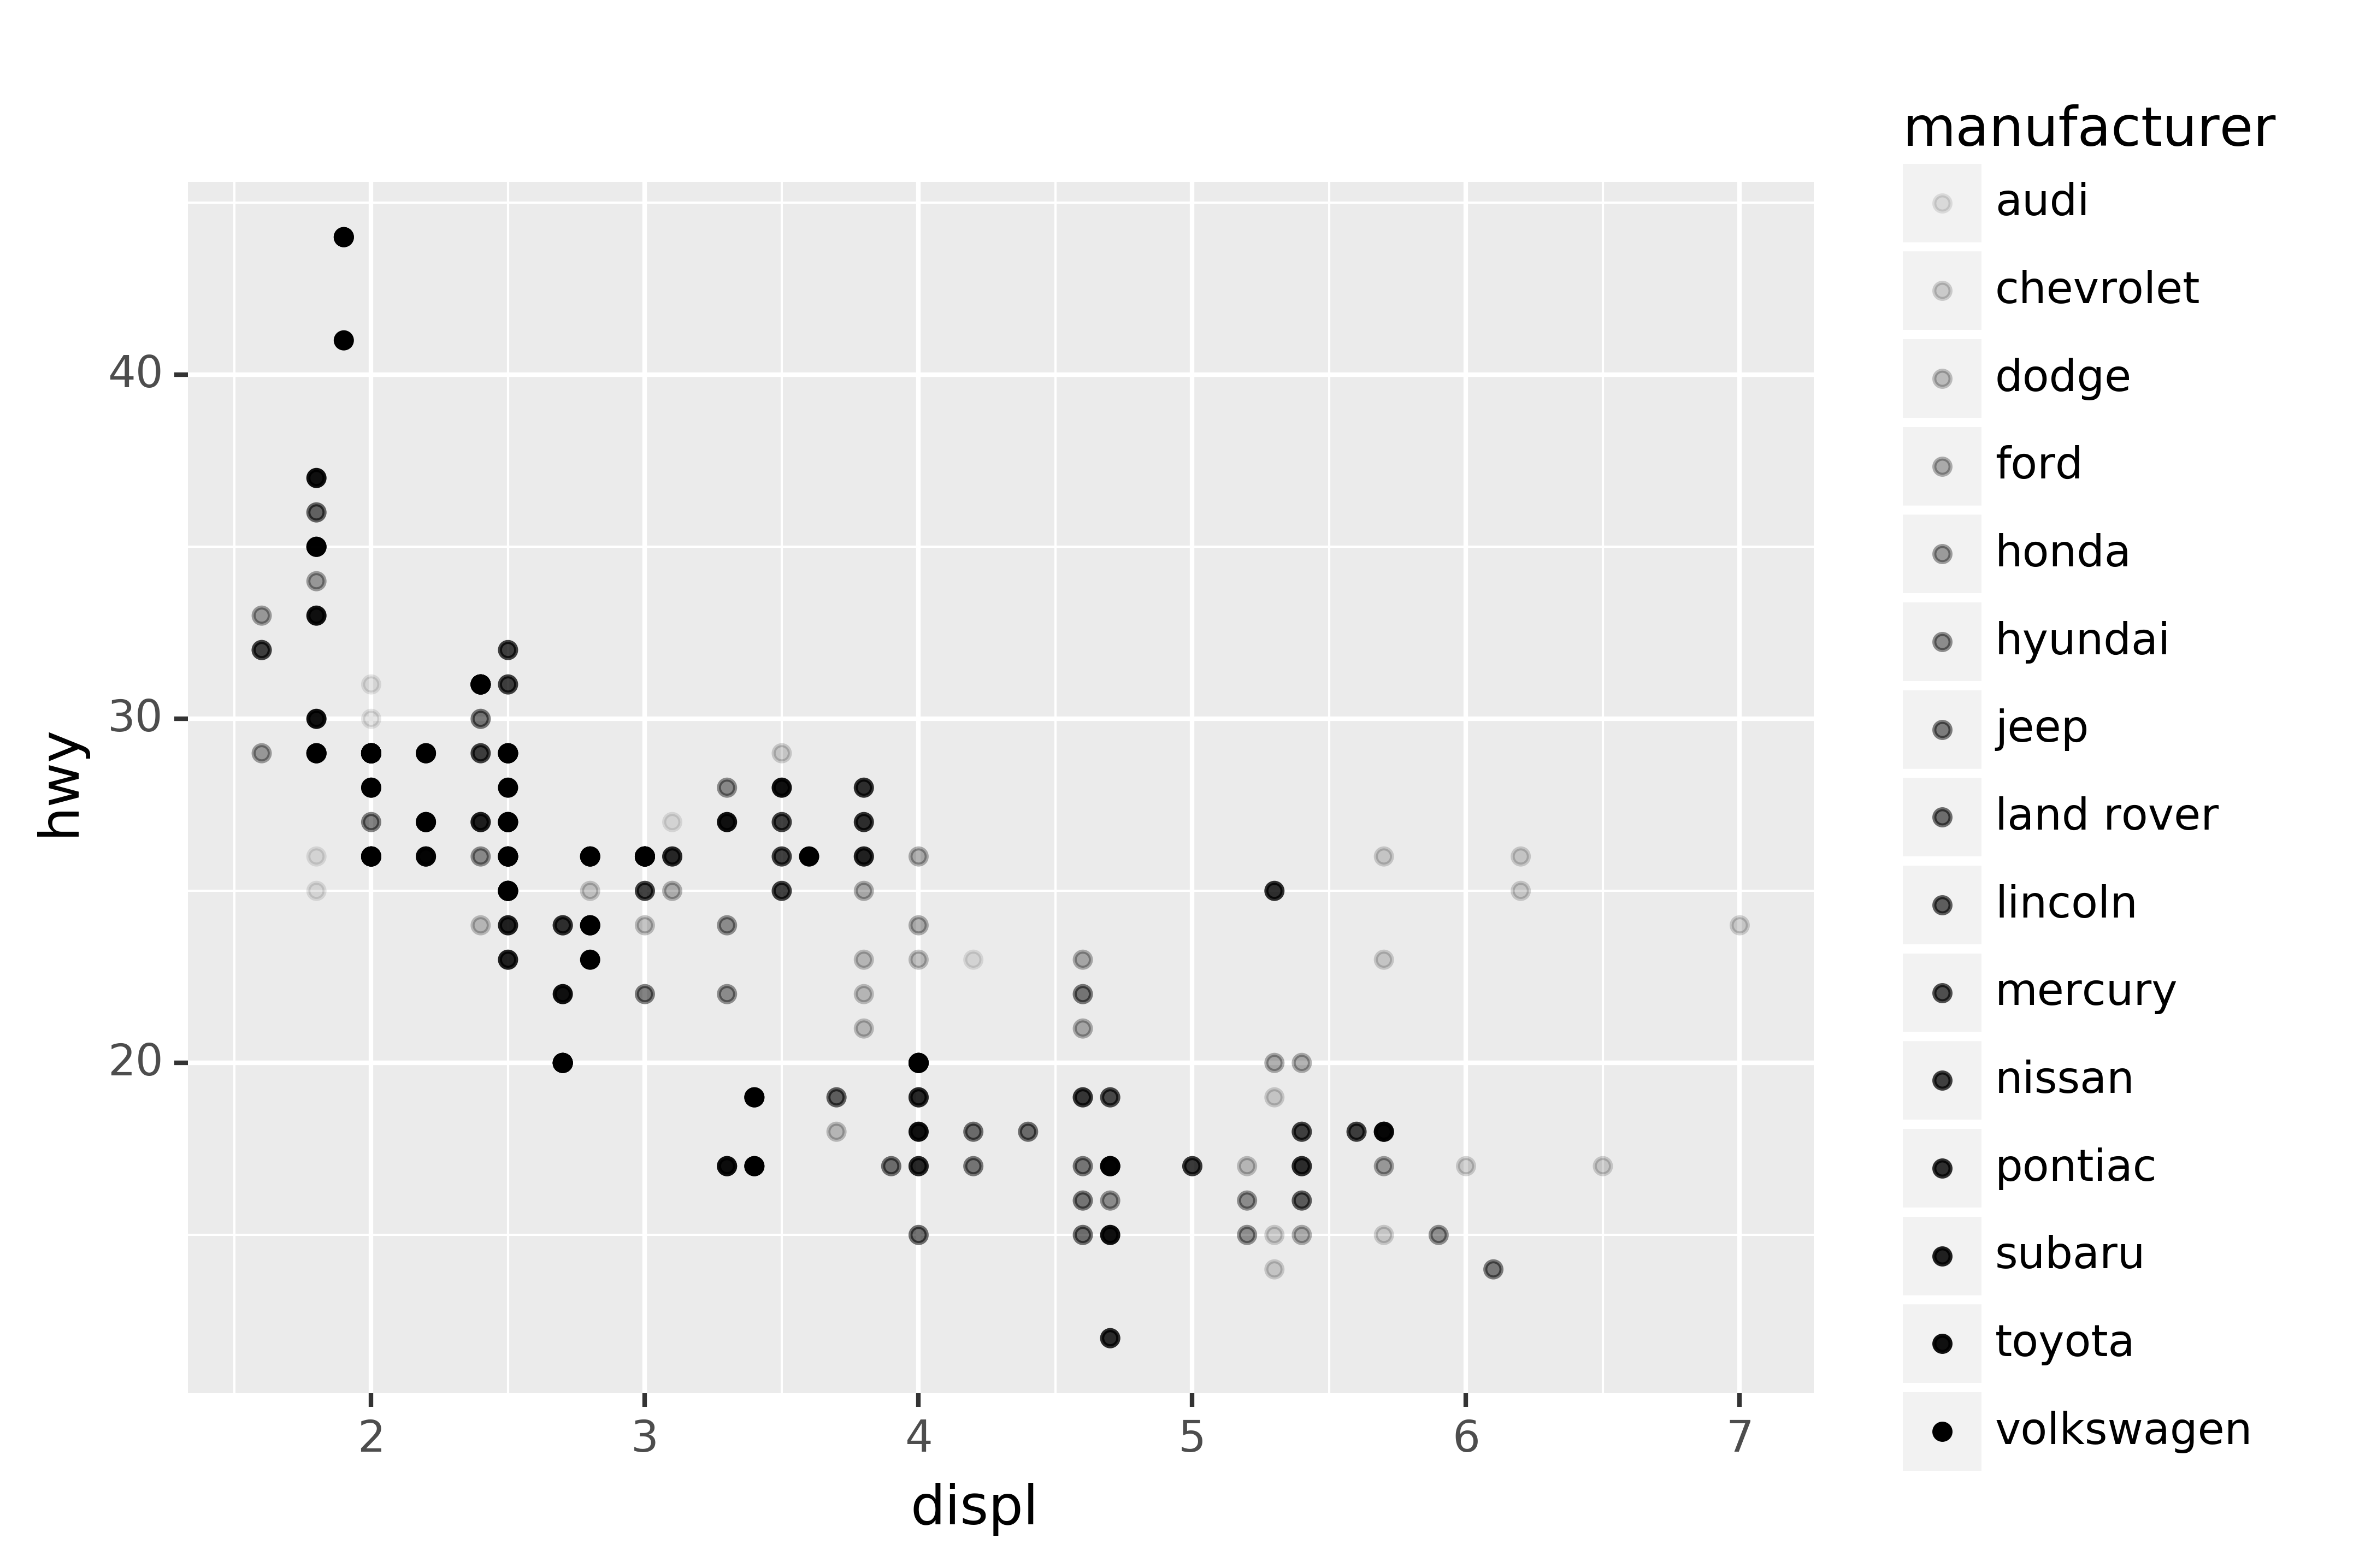 manufacturer
audi
chevrolet
dodge
ford
honda
hyundai
jeep
land rover
lincoln
mercury
nissan
pontiac
subaru
toyota
volkswagen
hwy
40
30
20
2 3 4 5 6 7
displ